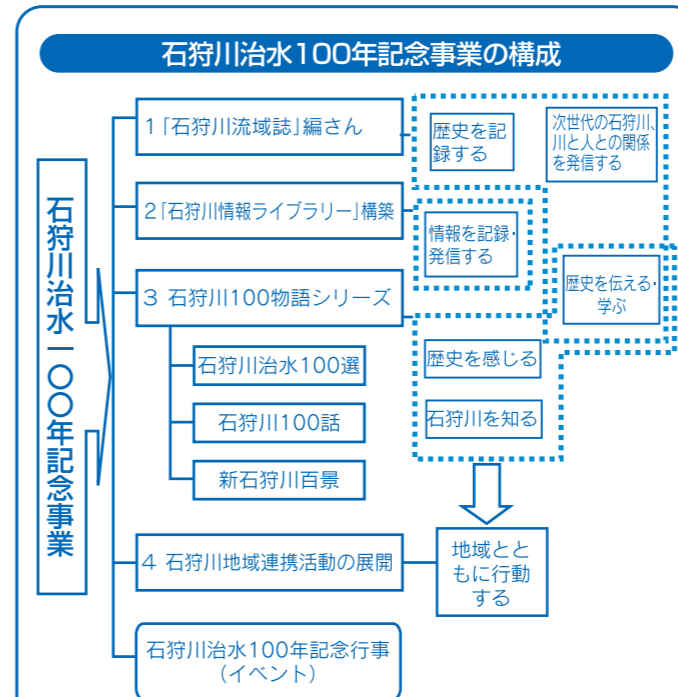 石狩川治水100年記念事業の構成
石狩川治水一〇〇年記念事業
1「石狩川流域誌」編さん
歴史を記
録する
次世代の石狩川、
川と人との関係
を発信する
2「石狩川情報ライブラリー」構築
情報を記録・
発信する
3 石狩川100物語シリーズ
歴史を伝える・
学ぶ
石狩川治水100選
歴史を感じる
石狩川100話
石狩川を知る
新石狩川百景
4 石狩川地域連携活動の展開
地域とと
もに行動
する
石狩川治水100年記念行事
(イベント)